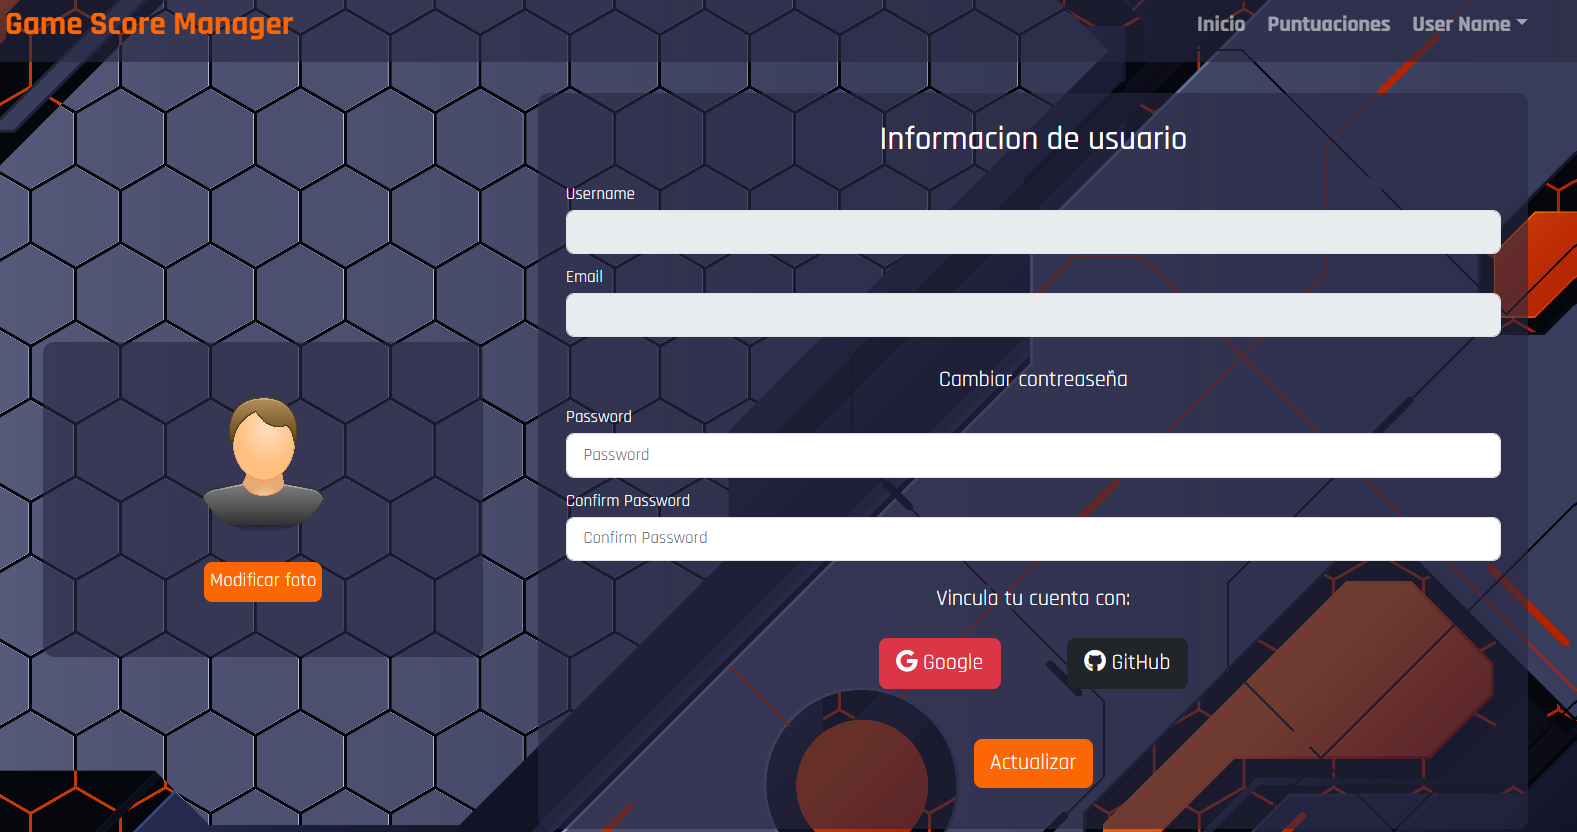 Game Score Manager
Inicio Puntuaciones User Name
Informacion de usuario
Username
Email
Cambiar contreaseña
Password
Password
Confirm Password
Confirm Password
Modificar foto
Vincula tu cuenta con:
Google GitHub
Actualizar